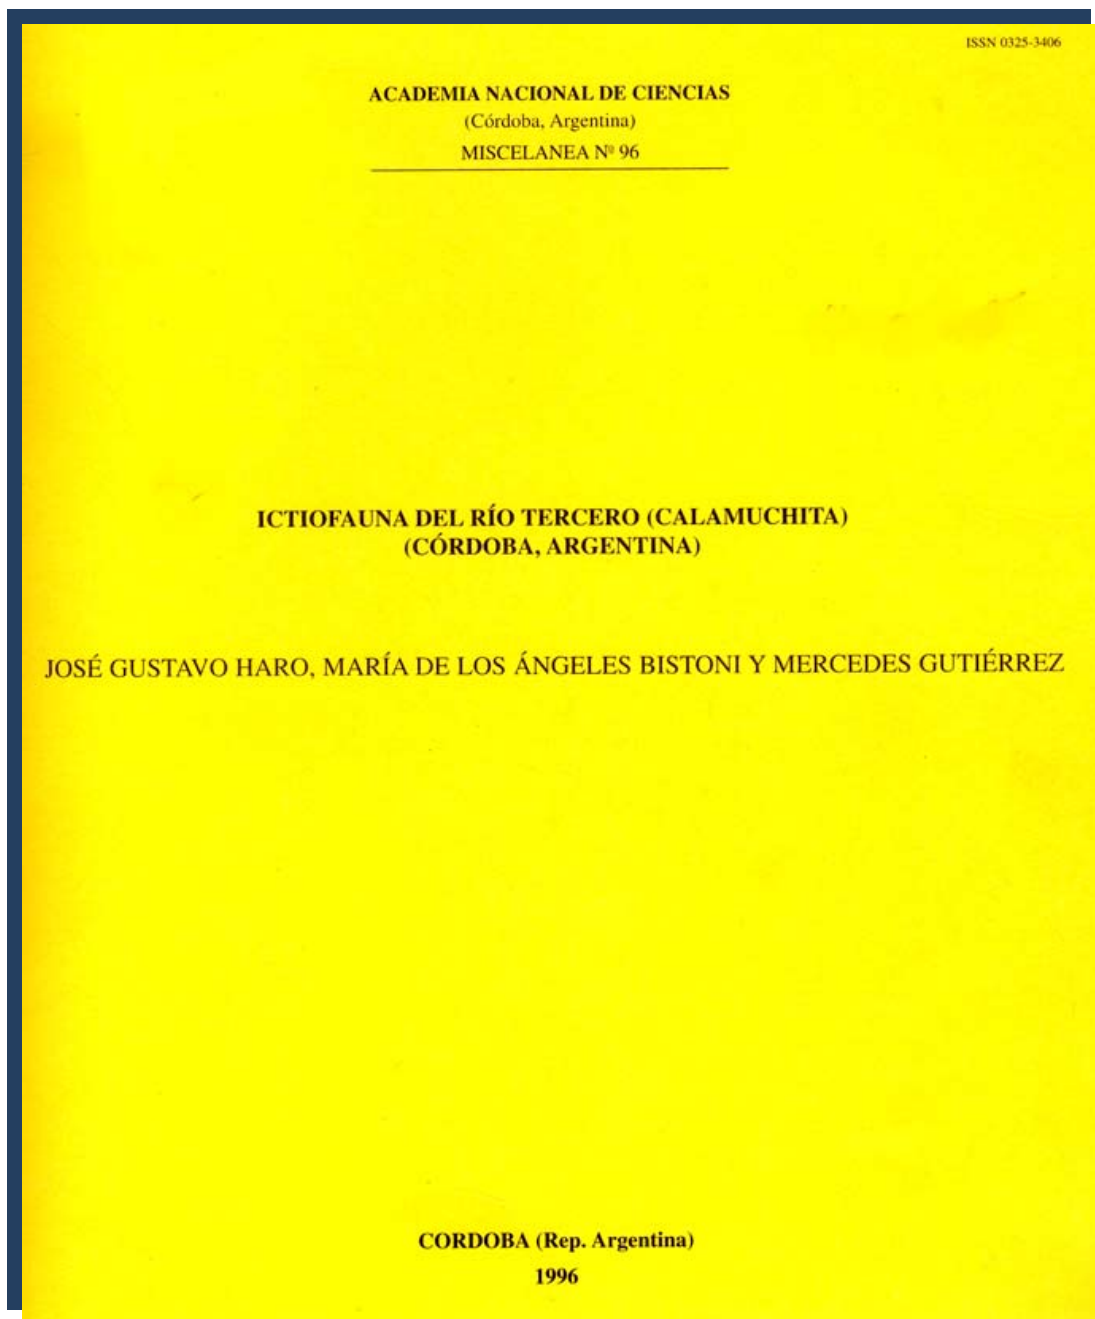 ISSN 0325-3406
ACADEMIA NACIONAL DE CIENCIAS
(Córdoba, Argentina)
MISCELANEA Nº 96
ICTIOFAUNA DEL RÍO TERCERO (CALAMUCHITA)
(CÓRDOBA, ARGENTINA)
JOSÉ GUSTAVO HARO, MARÍA DE LOS ÁNGELES BISTONI Y MERCEDES GUTIÉRREZ
CORDOBA (Rep. Argentina)
1996